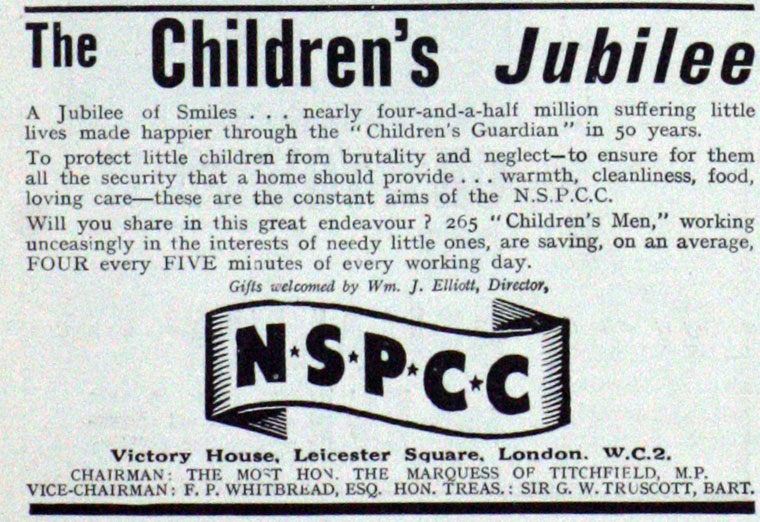 The Children's Jubilee
A Jubilee of Smiles . . . nearly four-and-a-half million suffering little
lives made happier through the "Children's Guardian" in 50 years.
To protect little children from brutality and neglect—to ensure for them
all the security that a home should provide . . . warmth, cleanliness, food,
loving care—these are the constant aims of the N.S.P.C.C.
Will you share in this great endeavour ? 265 "Children's Men," working
unceasingly in the interests of needy little ones, are saving, on an average,
FOUR every FIVE minutes of every working day.
Gifts welcomed by Wm. J. Elliott, Director,
N★S★P★C★C
Victory House, Leicester Square, London. W.C.2.
CHAIRMAN: THE MOST HON. THE MARQUESS OF TITCHFIELD, M.P.
VICE-CHAIRMAN: F. P. WHITBREAD, ESQ. HON. TREAS.: SIR G. W. TRUSCOTT, BART.